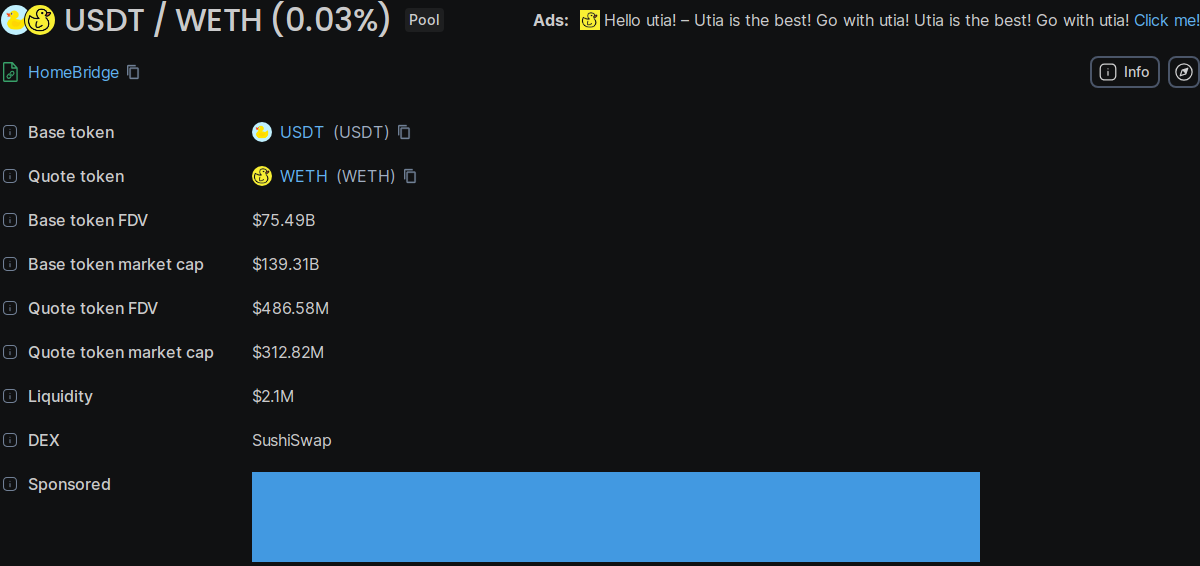 USDT / WETH (0.03%) Pool
Ads: Hello utia! – Utia is the best! Go with utia! Utia is the best! Go with utia! Click me!
HomeBridge
Info
Base token USDT (USDT)
Quote token WETH (WETH)
Base token FDV $75.49B
Base token market cap $139.31B
Quote token FDV $486.58M
Quote token market cap $312.82M
Liquidity $2.1M
DEX SushiSwap
Sponsored